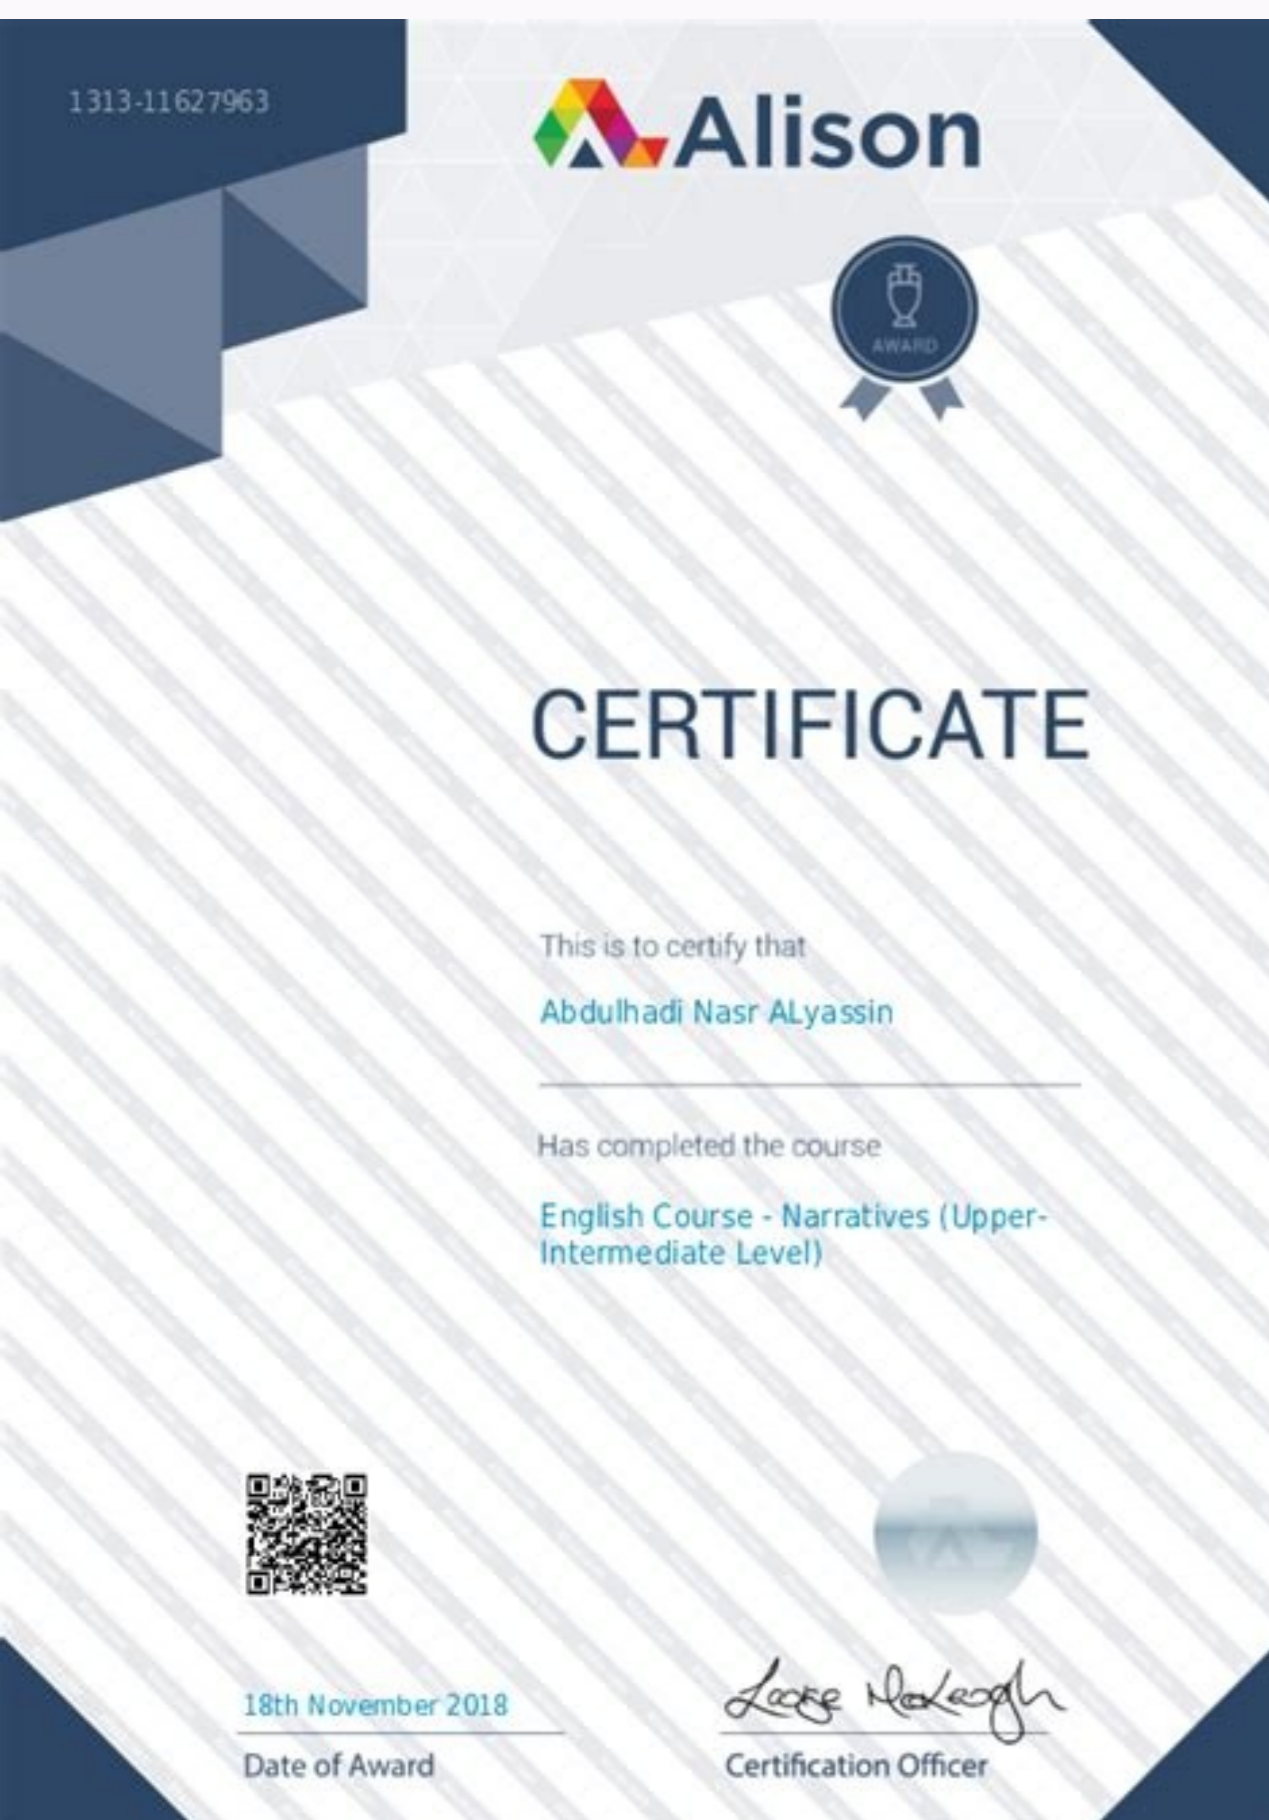 1313-11627963
Alison
AWARD
CERTIFICATE
This is to certify that
Abdulhadi Nasr ALyassin
Has completed the course
English Course - Narratives (Upper-
Intermediate Level)
18th November 2018
Date of Award
Certification Officer